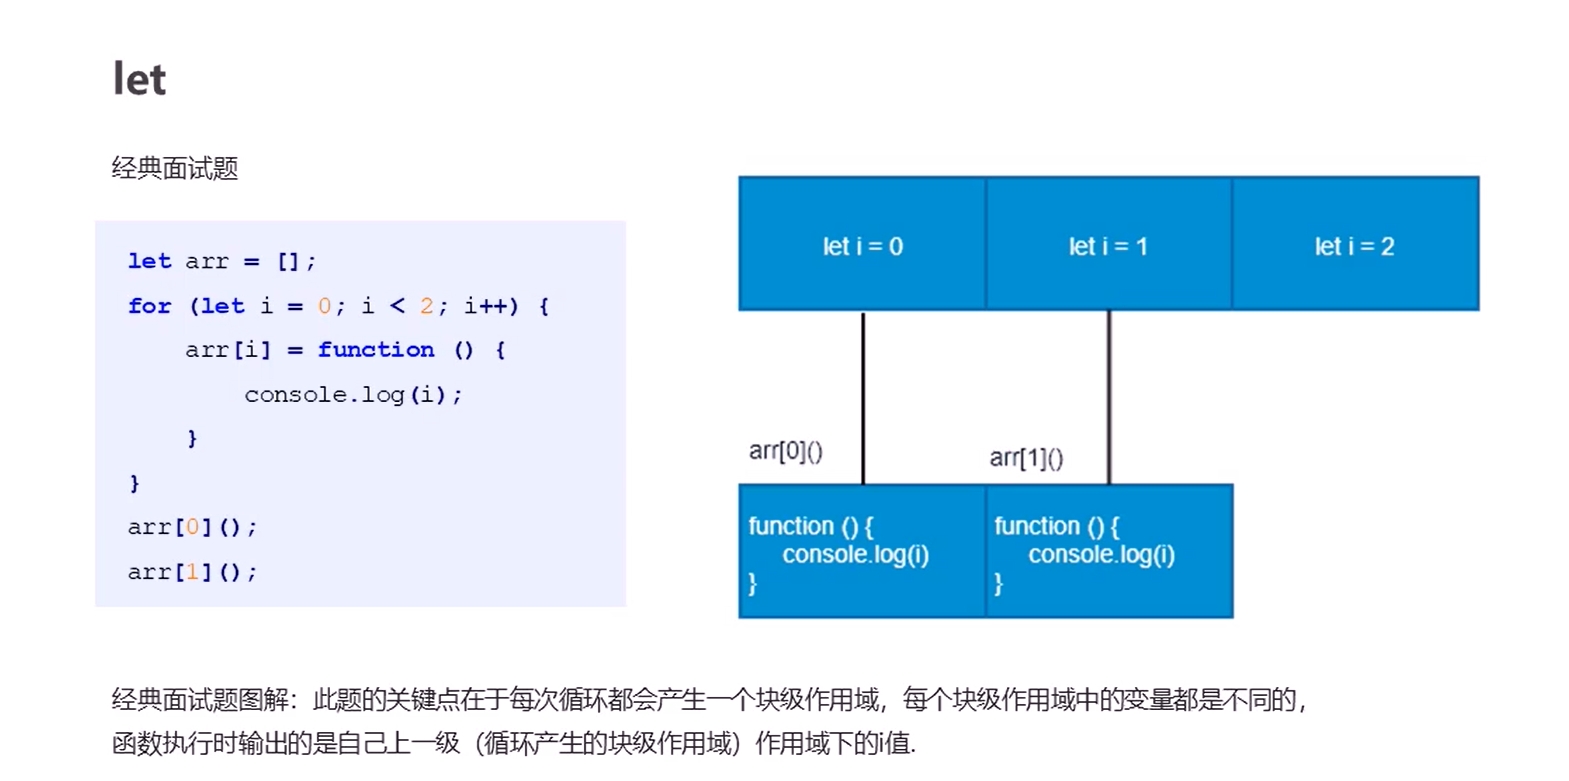 let
经典面试题
let arr = [];
for (let i = 0; i < 2; i++) {
arr[i] = function () {
console.log(i);
}
}
arr[0]();
arr[1]();
let i = 0
let i = 1
let i = 2
arr[0]()
arr[1]()
function () {
console.log(i)
}
function () {
console.log(i)
}
经典面试题图解：此题的关键点在于每次循环都会产生一个块级作用域，每个块级作用域中的变量都是不同的，
函数执行时输出的是自己上一级（循环产生的块级作用域）作用域下的i值.